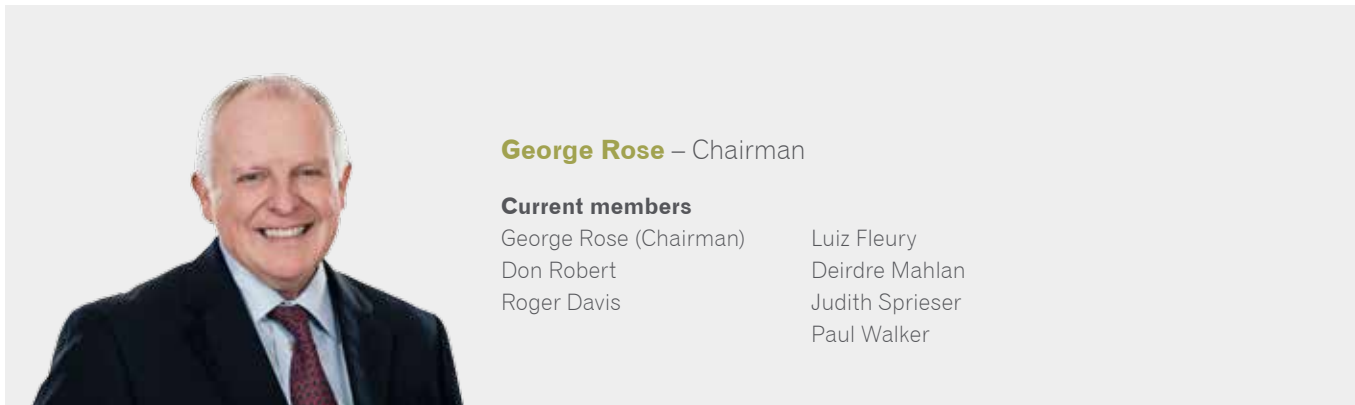 George Rose – Chairman
Current members
George Rose (Chairman)
Don Robert
Roger Davis
Luiz Fleury
Deirdre Mahlan
Judith Sprieser
Paul Walker